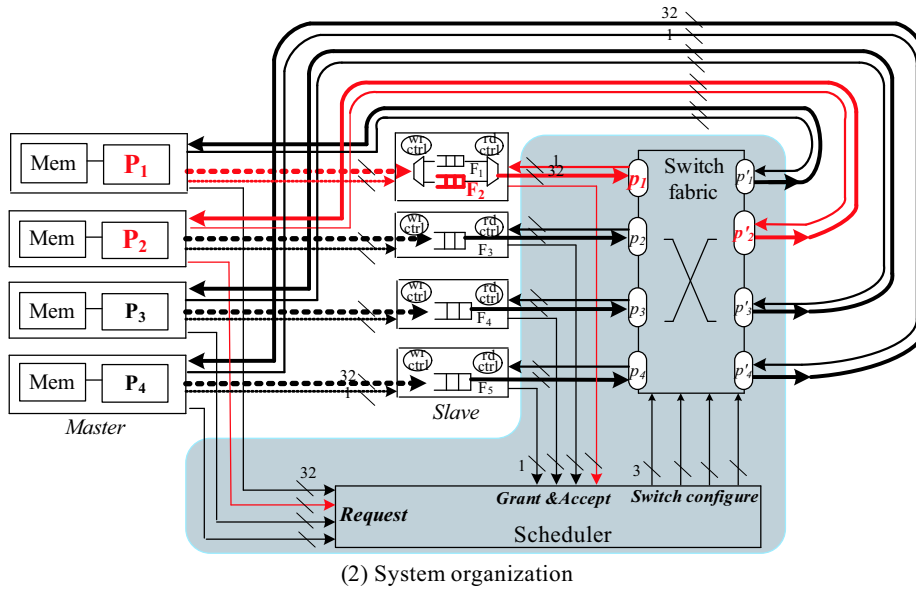 32
1
Mem P₁
wr ctrl
rd ctrl
F₁
F₂
1
32
p₁
Switch fabric
p'₁
Mem P₂
wr ctrl
rd ctrl
F₃
p₂
p'₂
Mem P₃
wr ctrl
rd ctrl
F₄
p₃
p'₃
Mem P₄
32
1
wr ctrl
rd ctrl
F₅
p₄
p'₄
Master
Slave
32
1
3
Request
Grant &Accept
Switch configure
Scheduler
(2) System organization